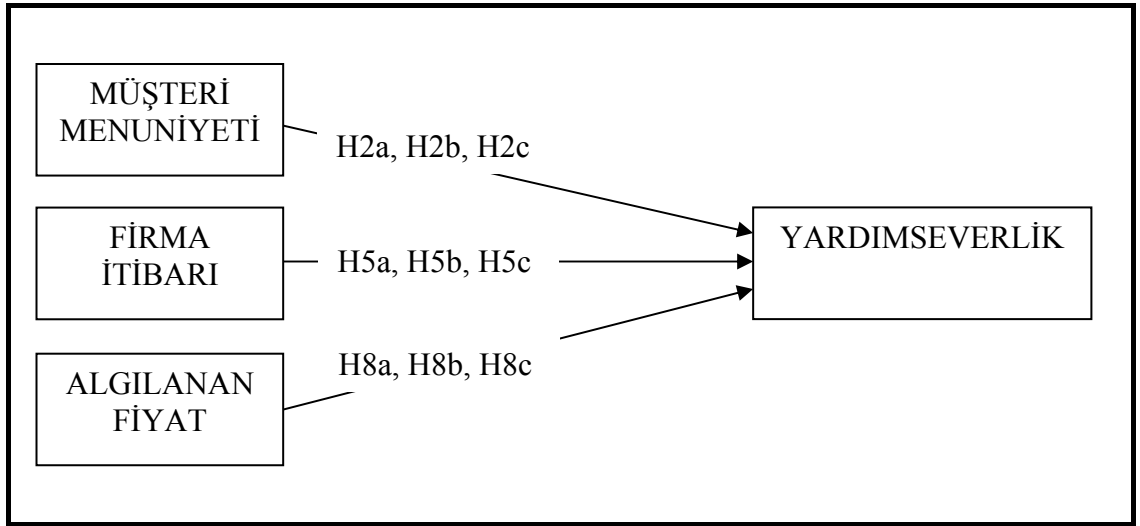 MÜŞTERİ
MENUNİYETİ
H2a, H2b, H2c
FİRMA
İTİBARI
H5a, H5b, H5c
YARDIMSEVERLİK
ALGILANAN
FİYAT
H8a, H8b, H8c